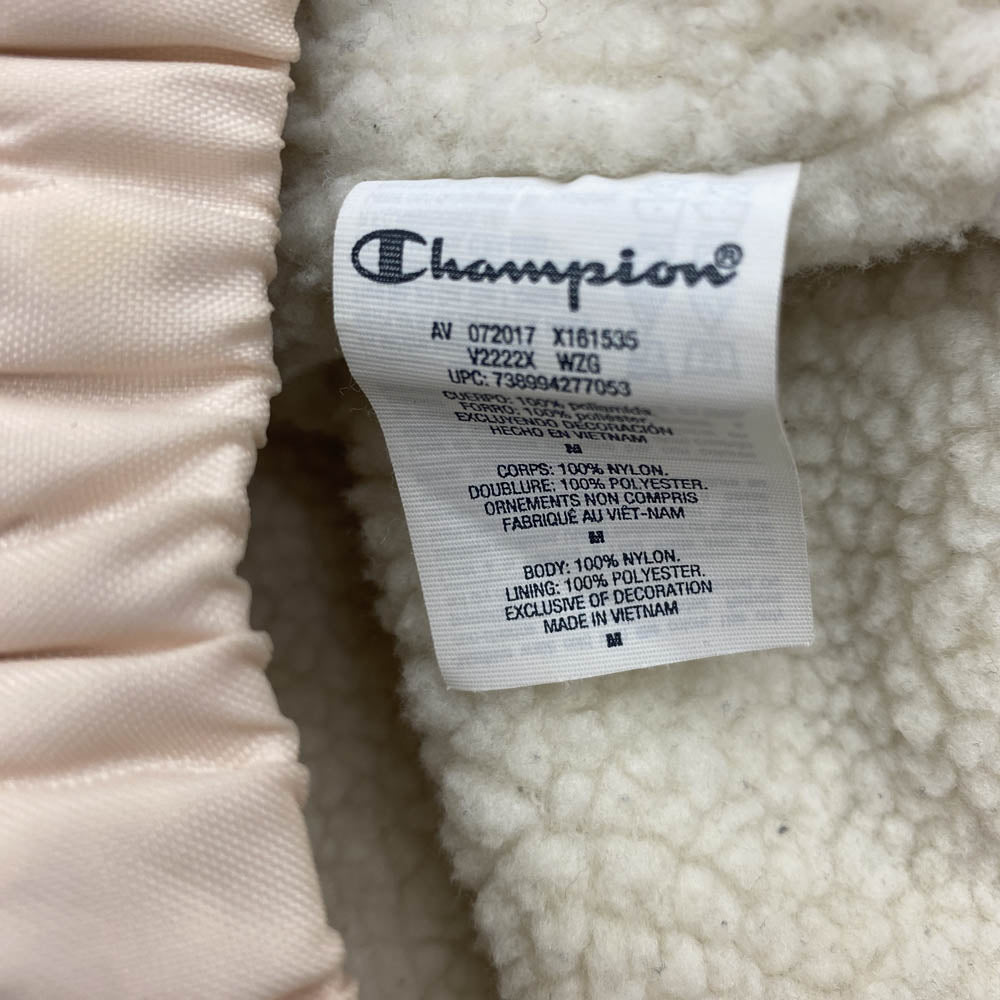 Champion®
AV 072017 X161535
V2222X WZG
UPC: 738994277053
CUERPO: 100% poliamida.
FORRO: 100% poliéster
EXCLUYENDO DECORACIÓN
HECHO EN VIETNAM
M
CORPS: 100% NYLON.
DOUBLURE: 100% POLYESTER.
ORNEMENTS NON COMPRIS
FABRIQUÉ AU VIÊT-NAM
M
BODY: 100% NYLON.
LINING: 100% POLYESTER.
EXCLUSIVE OF DECORATION
MADE IN VIETNAM
M